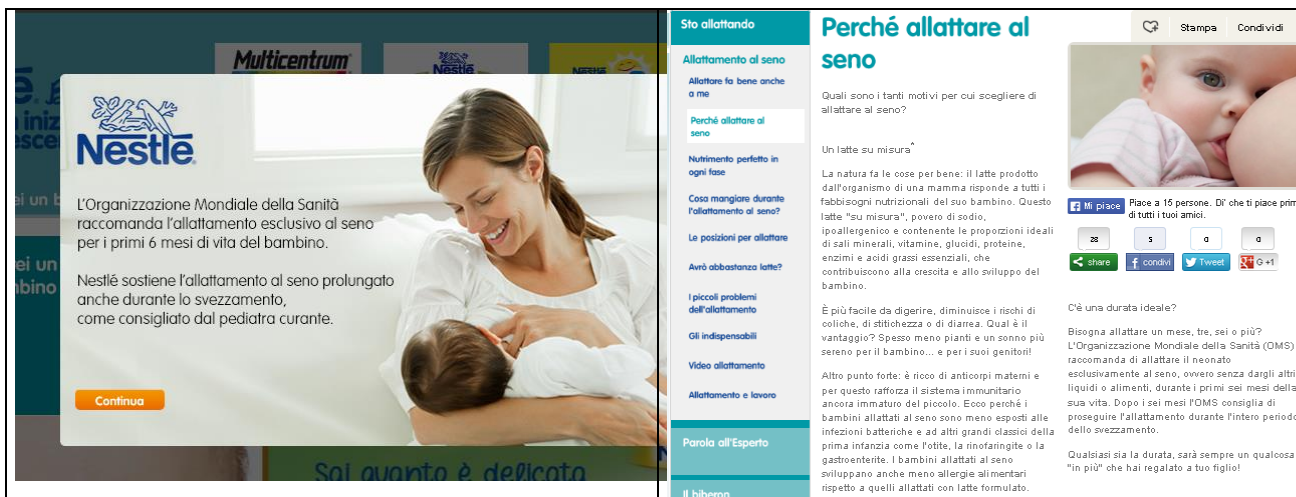 Multicentrum
Nestlé
Nestlé
L'Organizzazione Mondiale della Sanità
raccomanda l'allattamento esclusivo al seno
per i primi 6 mesi di vita del bambino.
Nestlé sostiene l'allattamento al seno prolungato
anche durante lo svezzamento,
come consigliato dal pediatra curante.
Continua
Sai quanto è delicata
Sto allattando
Allattamento al seno
Allattare fa bene anche
a me
Perché allattare al
seno
Nutrimento perfetto in
ogni fase
Cosa mangiare durante
l'allattamento al seno?
Le posizioni per allattare
Avrò abbastanza latte?
I piccoli problemi
dell'allattamento
Gli indispensabili
Video allattamento
Allattamento e lavoro
Parola all'Esperto
Il biberon
Perché allattare al
seno
Quali sono i tanti motivi per cui scegliere di
allattare al seno?
Un latte su misura*
La natura fa le cose per bene: il latte prodotto
dall'organismo di una mamma risponde a tutti i
fabbisogni nutrizionali del suo bambino. Questo
latte "su misura", povero di sodio,
ipoallergenico e contenente le proporzioni ideali
di sali minerali, vitamine, glucidi, proteine,
enzimi e acidi grassi essenziali, che
contribuiscono alla crescita e allo sviluppo del
bambino.
È più facile da digerire, diminuisce i rischi di
coliche, di stitichezza o di diarrea. Qual è il
vantaggio? Spesso meno pianti e un sonno più
sereno per il bambino... e per i suoi genitori!
Altro punto forte: è ricco di anticorpi materni e
per questo rafforza il sistema immunitario
ancora immaturo del piccolo. Ecco perché i
bambini allattati al seno sono meno esposti alle
infezioni batteriche e ad altri grandi classici della
prima infanzia come l'otite, la rinofaringite o la
gastroenterite. I bambini allattati al seno
sviluppano anche meno allergie alimentari
rispetto a quelli allattati con latte formulato.
Stampa Condividi
Mi piace Piace a 15 persone. Di' che ti piace prim
di tutti i tuoi amici.
28 5 0 0
share condivi Tweet G +1
C'è una durata ideale?
Bisogna allattare un mese, tre, sei o più?
L'Organizzazione Mondiale della Sanità (OMS)
raccomanda di allattare il neonato
esclusivamente al seno, ovvero senza dargli altri
liquidi o alimenti, durante i primi sei mesi della
sua vita. Dopo i sei mesi l'OMS consiglia di
proseguire l'allattamento durante l'intero periodo
dello svezzamento.
Qualsiasi sia la durata, sarà sempre un qualcosa
"in più" che hai regalato a tuo figlio!